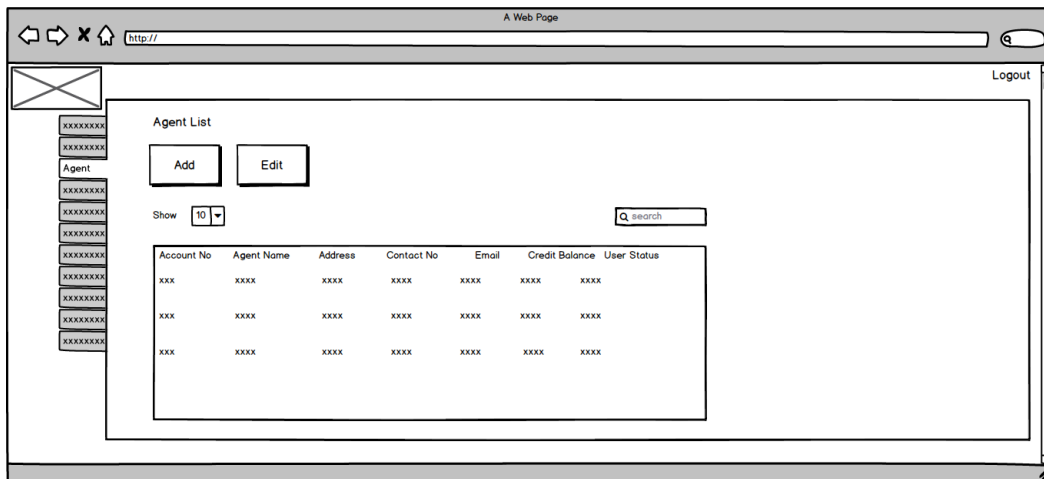 A Web Page
http://
Logout
Agent List
xxxxxxxx
xxxxxxxx
Agent
xxxxxxxx
xxxxxxxx
xxxxxxxx
xxxxxxxx
xxxxxxxx
xxxxxxxx
xxxxxxxx
xxxxxxxx
Add Edit
Show 10 search
Account No Agent Name Address Contact No Email Credit Balance User Status
xxx xxxx xxxx xxxx xxxx xxxx xxxx
xxx xxxx xxxx xxxx xxxx xxxx xxxx
xxx xxxx xxxx xxxx xxxx xxxx xxxx